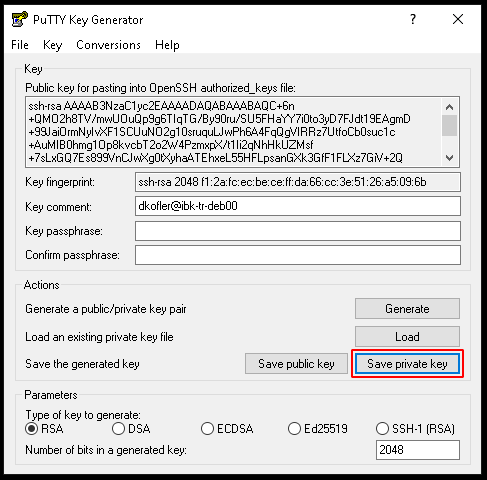 PuTTY Key Generator
?
File Key Conversions Help
Key
Public key for pasting into OpenSSH authorized_keys file:
ssh-rsa AAAAB3NzaC1yc2EAAAADAQABAAABAQC+6n
+QMO2h8TV/mwUOuQp9g6TIqTG/By90ru/SU5FHaYY7i0to3yD7FJdt19EAgmD
+99JaiOrmNylvXF1SCUuNO2g10sruquLJwPh6A4FqQgVlRRz7UtfoCb0suc1c
+AuMIB0hmg1Op8kvcbT2o2W4PzmxpX/t1Ii2qNhHkUZMsf
+7sLxGQ7Es899VnCJwXg0tXyhaATEhxeL55HFLpsanGXk3GfF1FLXz7GiV+2Q
Key fingerprint: ssh-rsa 2048 f1:2a:fc:ec:be:ce:ff:da:66:cc:3e:51:26:a5:09:6b
Key comment: dkofler@ibk-tr-deb00
Key passphrase:
Confirm passphrase:
Actions
Generate a public/private key pair Generate
Load an existing private key file Load
Save the generated key Save public key Save private key
Parameters
Type of key to generate:
RSA DSA ECDSA Ed25519 SSH-1 (RSA)
Number of bits in a generated key: 2048